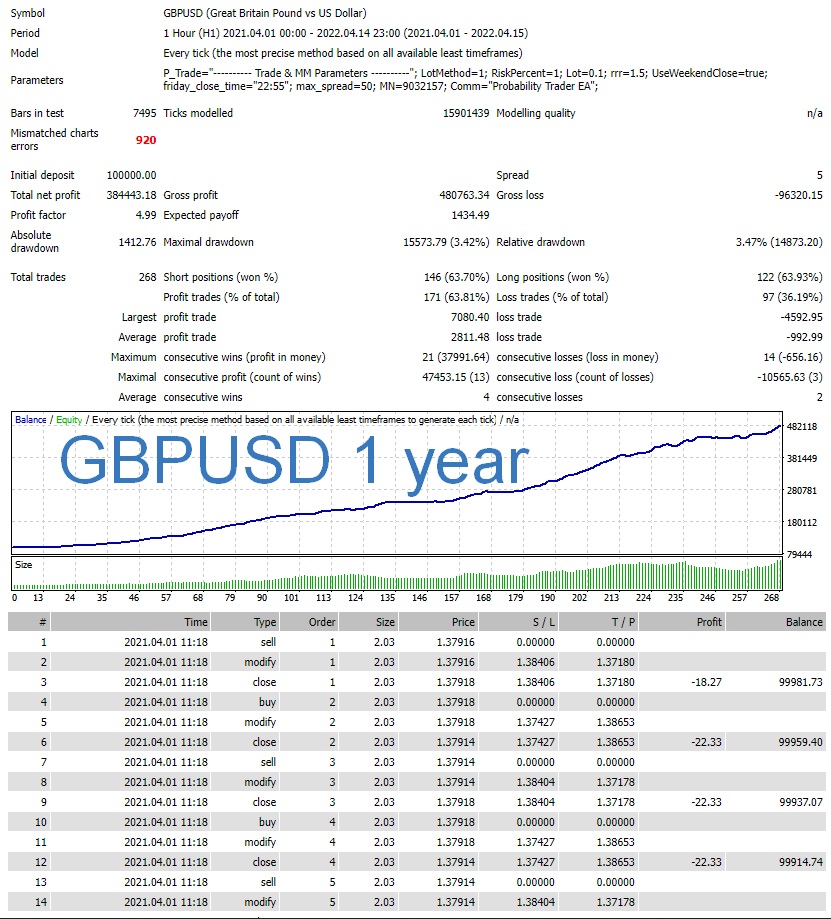 Symbol GBPUSD (Great Britain Pound vs US Dollar)
Period 1 Hour (H1) 2021.04.01 00:00 - 2022.04.14 23:00 (2021.04.01 - 2022.04.15)
Model Every tick (the most precise method based on all available least timeframes)
Parameters P_Trade="---------- Trade & MM Parameters ----------"; LotMethod=1; RiskPercent=1; Lot=0.1; rrr=1.5; UseWeekendClose=true;
friday_close_time="22:55"; max_spread=50; MN=9032157; Comm="Probability Trader EA";
Bars in test 7495 Ticks modelled 15901439 Modelling quality n/a
Mismatched charts
errors 920
Initial deposit 100000.00 Spread 5
Total net profit 384443.18 Gross profit 480763.34 Gross loss -96320.15
Profit factor 4.99 Expected payoff 1434.49
Absolute
drawdown 1412.76 Maximal drawdown 15573.79 (3.42%) Relative drawdown 3.47% (14873.20)
Total trades 268 Short positions (won %) 146 (63.70%) Long positions (won %) 122 (63.93%)
Profit trades (% of total) 171 (63.81%) Loss trades (% of total) 97 (36.19%)
Largest profit trade 7080.40 loss trade -4592.95
Average profit trade 2811.48 loss trade -992.99
Maximum consecutive wins (profit in money) 21 (37991.64) consecutive losses (loss in money) 14 (-656.16)
Maximal consecutive profit (count of wins) 47453.15 (13) consecutive loss (count of losses) -10565.63 (3)
Average consecutive wins 4 consecutive losses 2
Balance / Equity / Every tick (the most precise method based on all available least timeframes to generate each tick) / n/a
482118
GBPUSD 1 year
381449
280781
180112
79444
Size
0 13 24 35 46 57 68 79 90 101 113 124 135 146 157 168 179 190 202 213 224 235 246 257 268
# Time Type Order Size Price S / L T / P Profit Balance
1 2021.04.01 11:18 sell 1 2.03 1.37916 0.00000 0.00000
2 2021.04.01 11:18 modify 1 2.03 1.37916 1.38406 1.37180
3 2021.04.01 11:18 close 1 2.03 1.37918 1.38406 1.37180 -18.27 99981.73
4 2021.04.01 11:18 buy 2 2.03 1.37918 0.00000 0.00000
5 2021.04.01 11:18 modify 2 2.03 1.37918 1.37427 1.38653
6 2021.04.01 11:18 close 2 2.03 1.37914 1.37427 1.38653 -22.33 99959.40
7 2021.04.01 11:18 sell 3 2.03 1.37914 0.00000 0.00000
8 2021.04.01 11:18 modify 3 2.03 1.37914 1.38404 1.37178
9 2021.04.01 11:18 close 3 2.03 1.37918 1.38404 1.37178 -22.33 99937.07
10 2021.04.01 11:18 buy 4 2.03 1.37918 0.00000 0.00000
11 2021.04.01 11:18 modify 4 2.03 1.37918 1.37427 1.38653
12 2021.04.01 11:18 close 4 2.03 1.37914 1.37427 1.38653 -22.33 99914.74
13 2021.04.01 11:18 sell 5 2.03 1.37914 0.00000 0.00000
14 2021.04.01 11:18 modify 5 2.03 1.37914 1.38404 1.37178